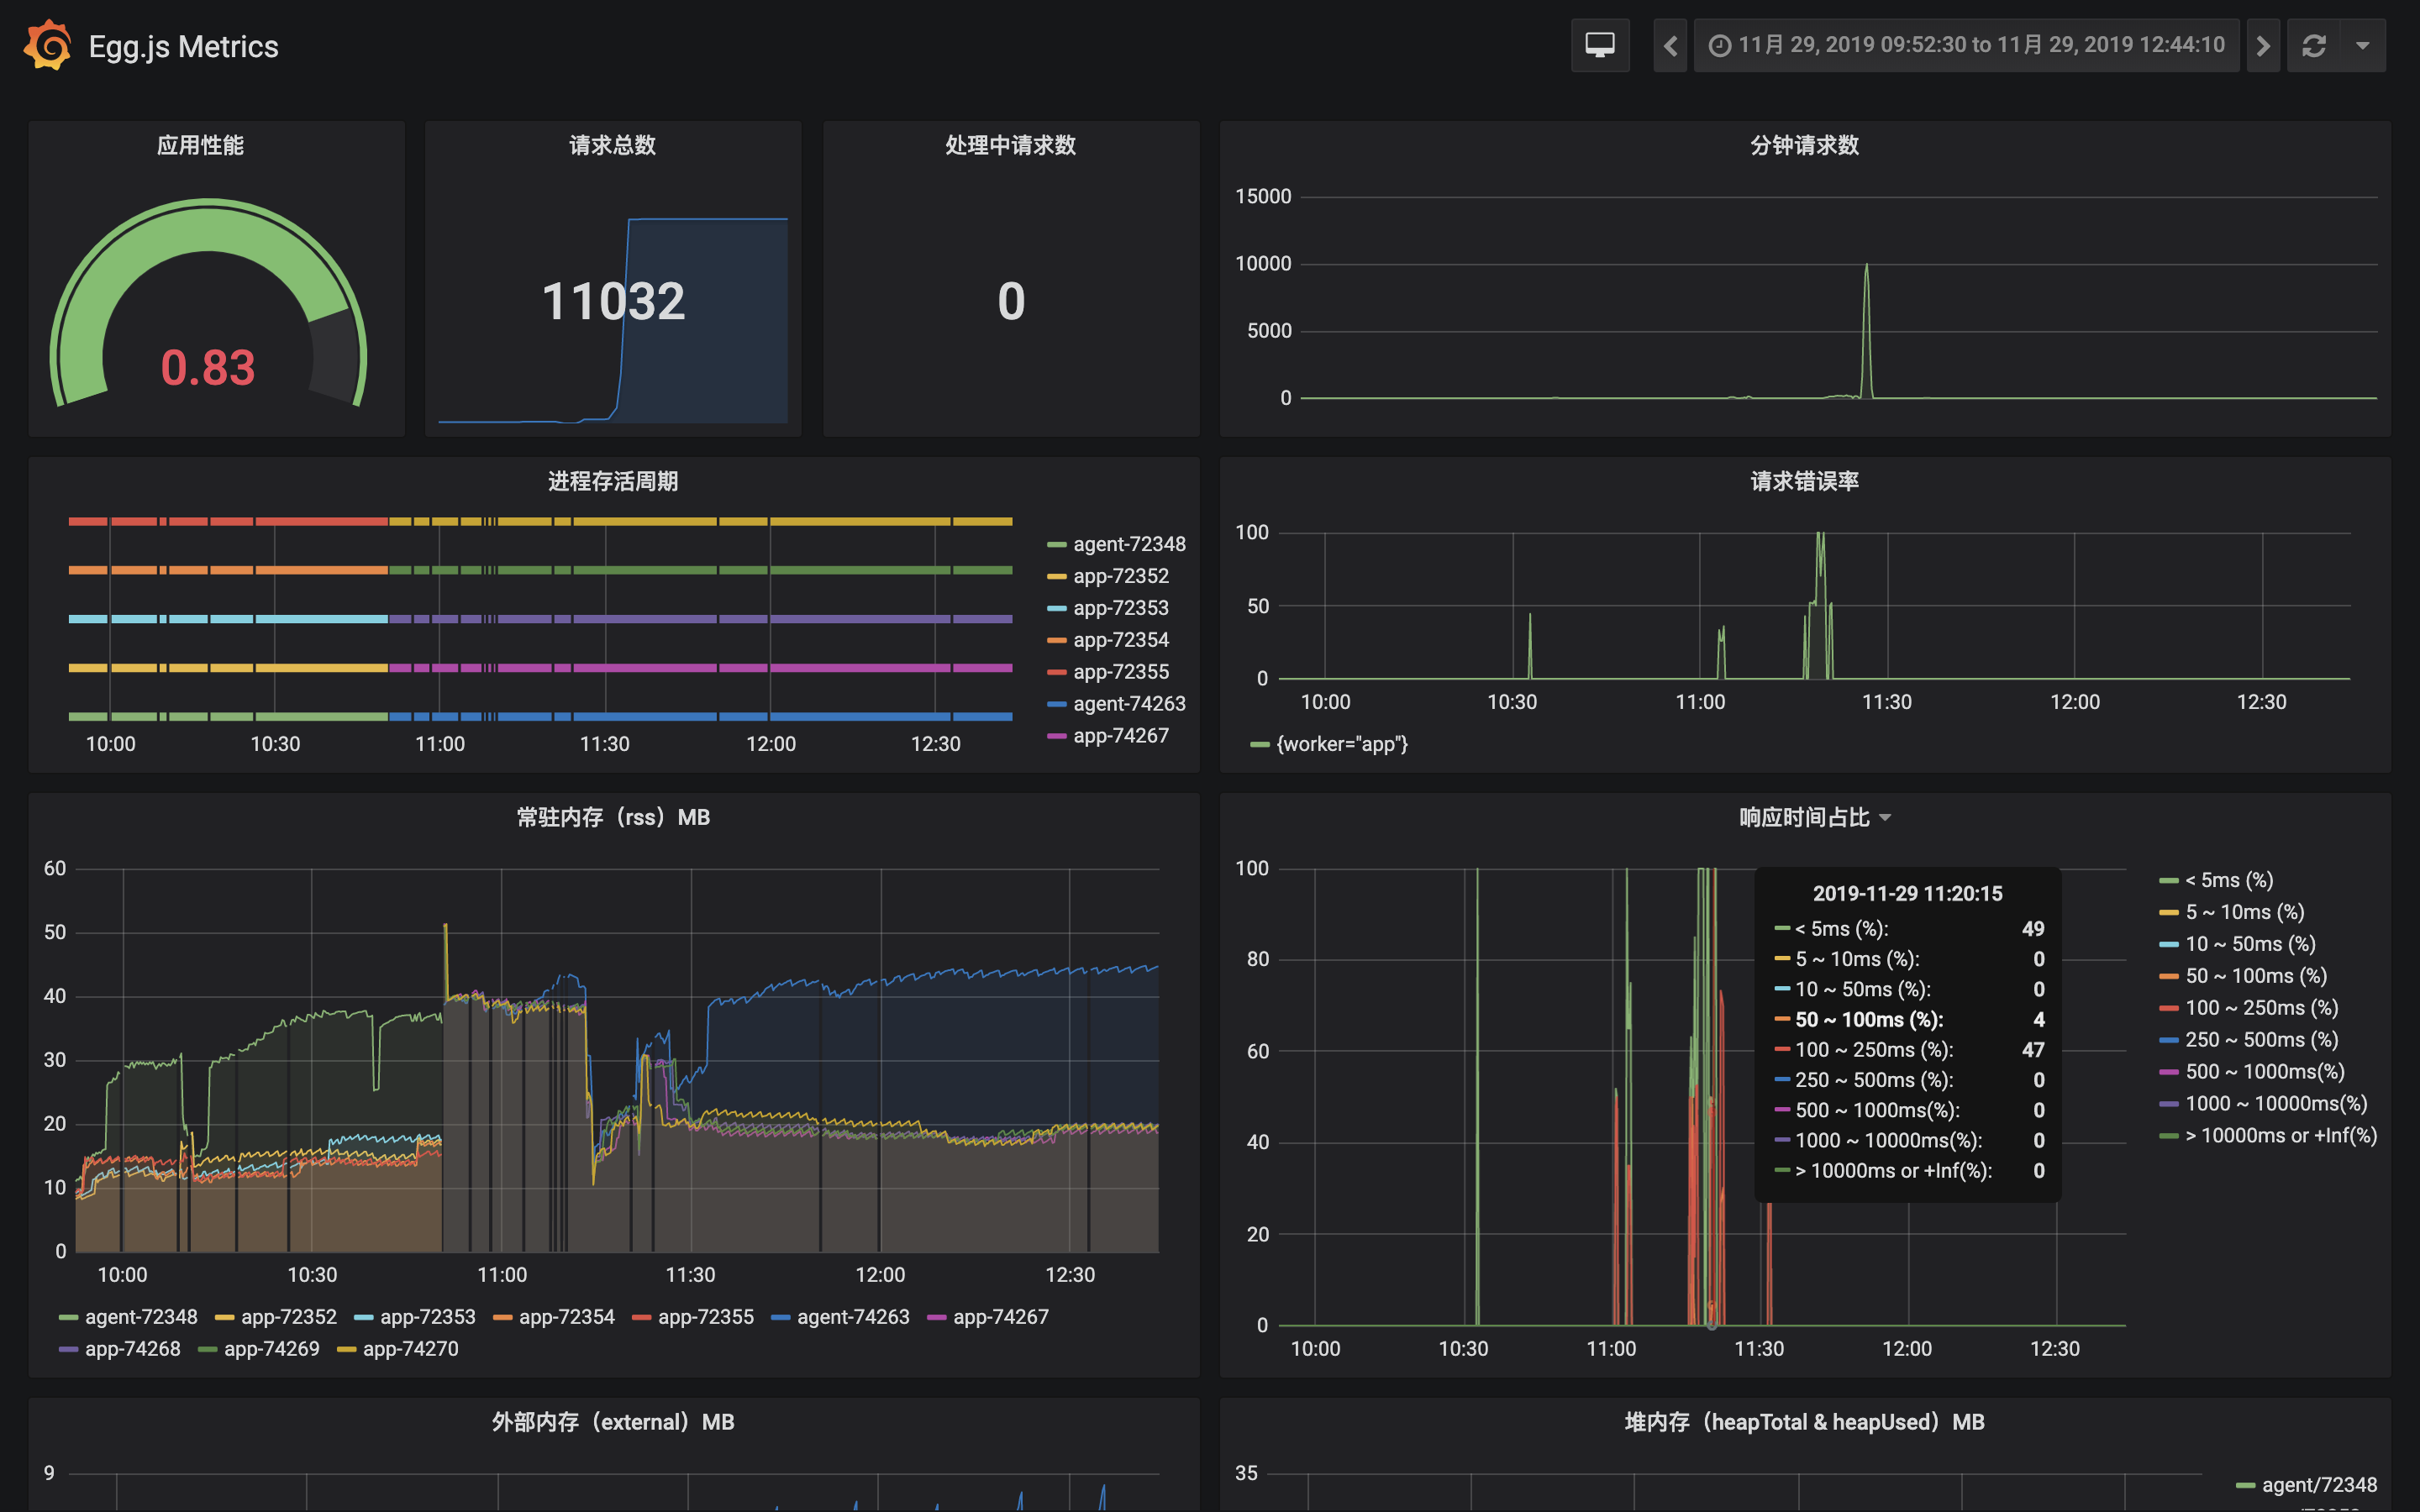 Egg.js Metrics
11月 29, 2019 09:52:30 to 11月 29, 2019 12:44:10
应用性能
0.83
请求总数
11032
处理中请求数
0
分钟请求数
15000
10000
5000
0
进程存活周期
10:00 10:30 11:00 11:30 12:00 12:30
agent-72348
app-72352
app-72353
app-72354
app-72355
agent-74263
app-74267
请求错误率
100
50
0
10:00 10:30 11:00 11:30 12:00 12:30
{worker="app"}
常驻内存（rss）MB
60
50
40
30
20
10
0
10:00 10:30 11:00 11:30 12:00 12:30
agent-72348 app-72352 app-72353 app-72354 app-72355 agent-74263 app-74267
app-74268 app-74269 app-74270
响应时间占比
100
80
60
40
20
0
10:00 10:30 11:00 11:30 12:00 12:30
2019-11-29 11:20:15
< 5ms (%): 49
5 ~ 10ms (%): 0
10 ~ 50ms (%): 0
50 ~ 100ms (%): 4
100 ~ 250ms (%): 47
250 ~ 500ms (%): 0
500 ~ 1000ms(%): 0
1000 ~ 10000ms(%): 0
> 10000ms or +Inf(%): 0
< 5ms (%)
5 ~ 10ms (%)
10 ~ 50ms (%)
50 ~ 100ms (%)
100 ~ 250ms (%)
250 ~ 500ms (%)
500 ~ 1000ms(%)
1000 ~ 10000ms(%)
> 10000ms or +Inf(%)
外部内存（external）MB
9
堆内存（heapTotal & heapUsed）MB
35
agent/72348